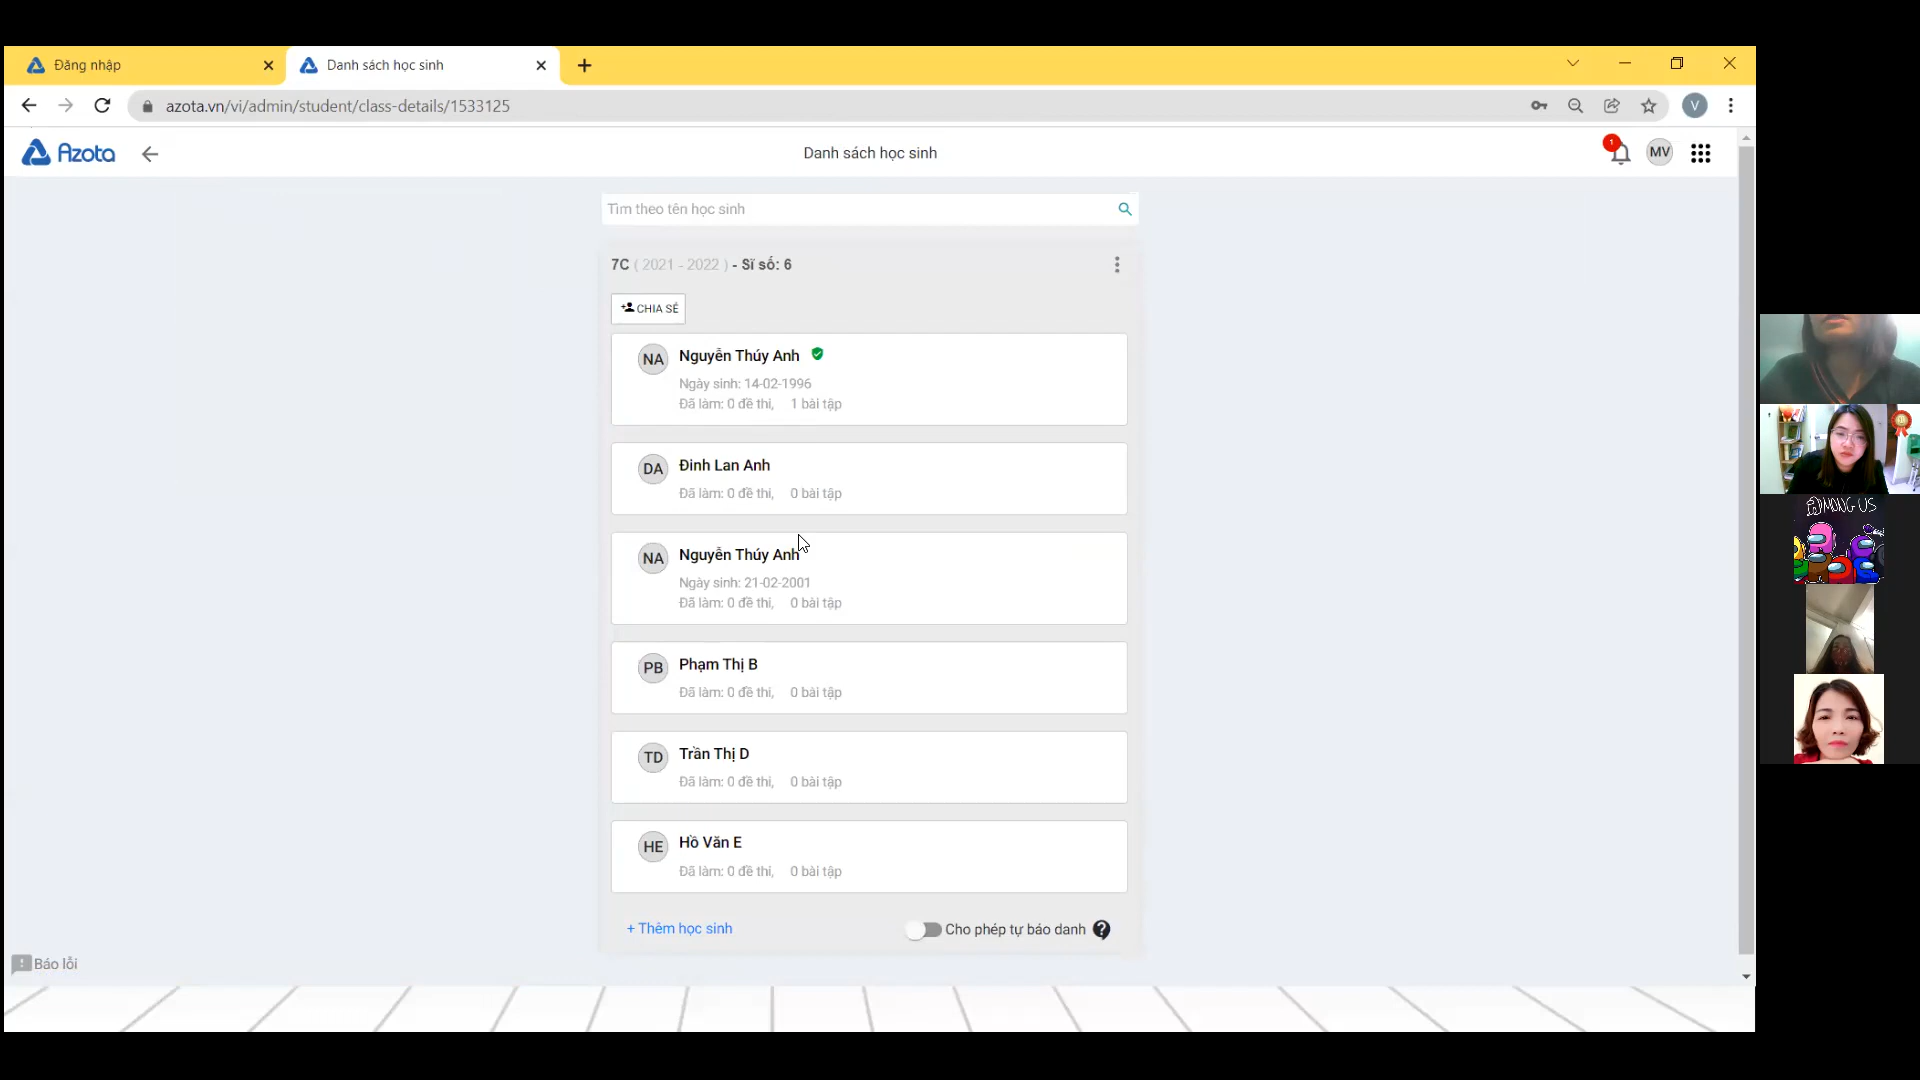 Đăng nhập
Danh sách học sinh
azota.vn/vi/admin/student/class-details/1533125
V
Azota
Danh sách học sinh
1
MV
Tìm theo tên học sinh
7C ( 2021 - 2022 ) - Sĩ số: 6
CHIA SẺ
NA
Nguyễn Thúy Anh
Ngày sinh: 14-02-1996
Đã làm: 0 đề thi, 1 bài tập
DA
Đinh Lan Anh
Đã làm: 0 đề thi, 0 bài tập
NA
Nguyễn Thúy Anh
Ngày sinh: 21-02-2001
Đã làm: 0 đề thi, 0 bài tập
PB
Phạm Thị B
Đã làm: 0 đề thi, 0 bài tập
TD
Trần Thị D
Đã làm: 0 đề thi, 0 bài tập
HE
Hồ Văn E
Đã làm: 0 đề thi, 0 bài tập
+ Thêm học sinh
Cho phép tự báo danh
Báo lỗi
AMONG US